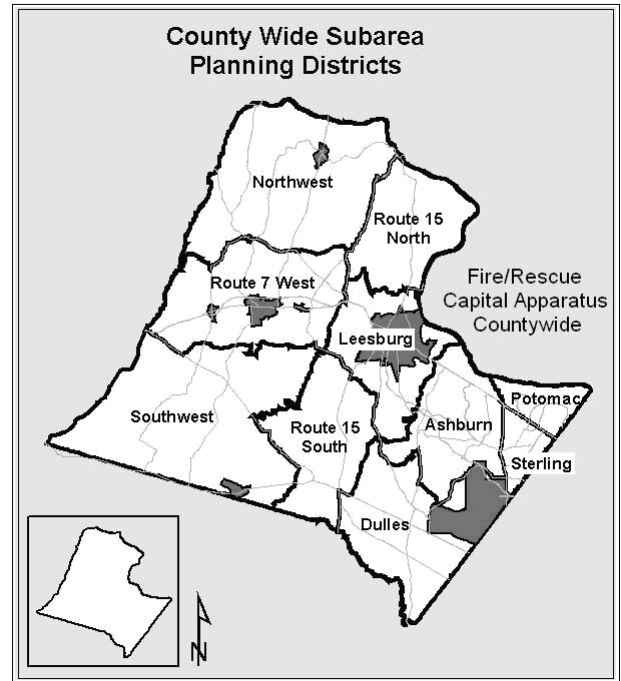 County Wide Subarea
Planning Districts
Northwest
Route 15
North
Fire/Rescue
Capital Apparatus
Countywide
Route 7 West
Leesburg
Potomac
Southwest
Route 15
South
Ashburn
Sterling
Dulles
N